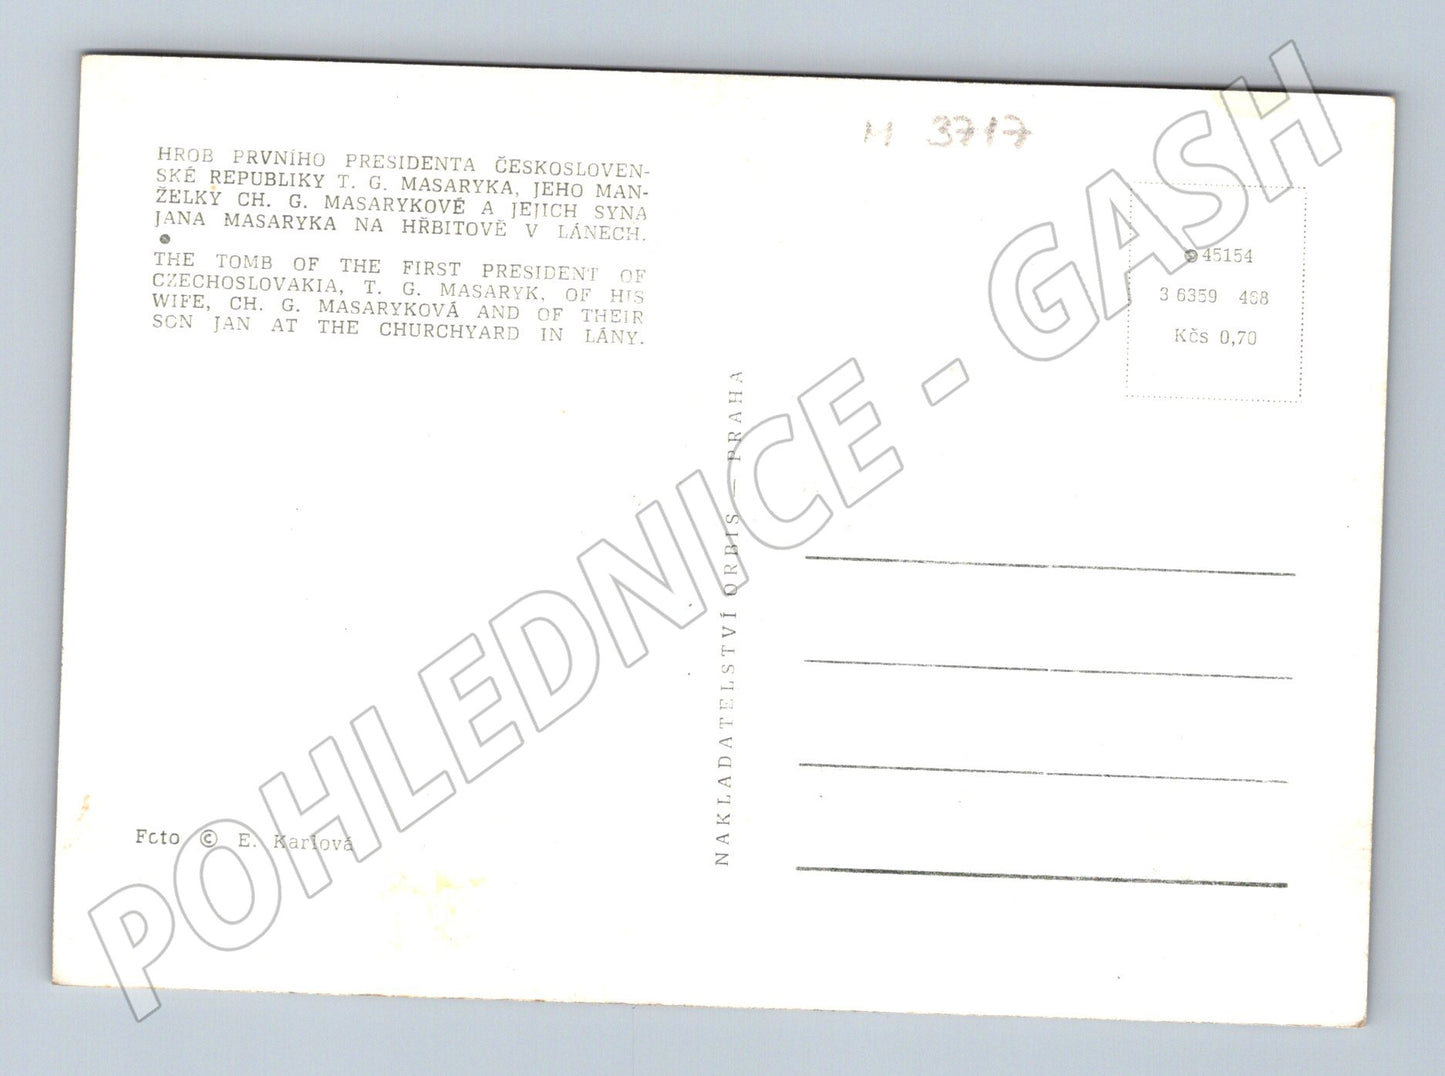 HROB PRVNÍHO PRESIDENTA ČESKOSLOVEN-
SKÉ REPUBLIKY T. G. MASARYKA, JEHO MAN-
ŽELKY CH. G. MASARYKOVÉ A JEJICH SYNA
JANA MASARYKA NA HŘBITOVĚ V LÁNECH.
●
THE TOMB OF THE FIRST PRESIDENT OF
CZECHOSLOVAKIA, T. G. MASARYK, OF HIS
WIFE, CH. G. MASARYKOVÁ AND OF THEIR
SON JAN AT THE CHURCHYARD IN LÁNY.
Foto © E. Karlová
NAKLADATELSTVÍ ORBIS — PRAHA
M 3717
45154
3 6359 468
Kčs 0,70
POHLEDNICE - GASH